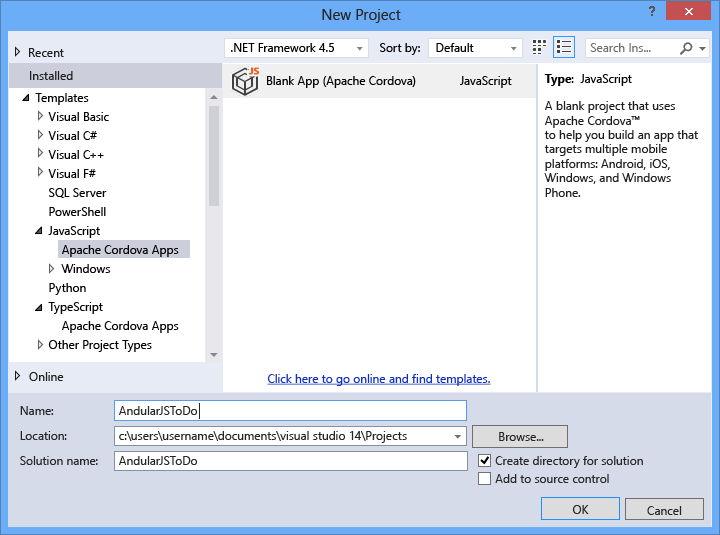 New Project
?
Recent
.NET Framework 4.5
Sort by:
Default
Search Ins...
Installed
Templates
Visual Basic
Visual C#
Visual C++
Visual F#
SQL Server
PowerShell
JavaScript
Apache Cordova Apps
Windows
Python
TypeScript
Apache Cordova Apps
Other Project Types
Online
JS
Blank App (Apache Cordova)
JavaScript
Click here to go online and find templates.
Type: JavaScript
A blank project that uses
Apache Cordova™
to help you build an app that
targets multiple mobile
platforms: Android, iOS,
Windows, and Windows
Phone.
Name:
AndularJSToDo
Location:
c:\users\username\documents\visual studio 14\Projects
Browse...
Solution name:
AndularJSToDo
Create directory for solution
Add to source control
OK
Cancel